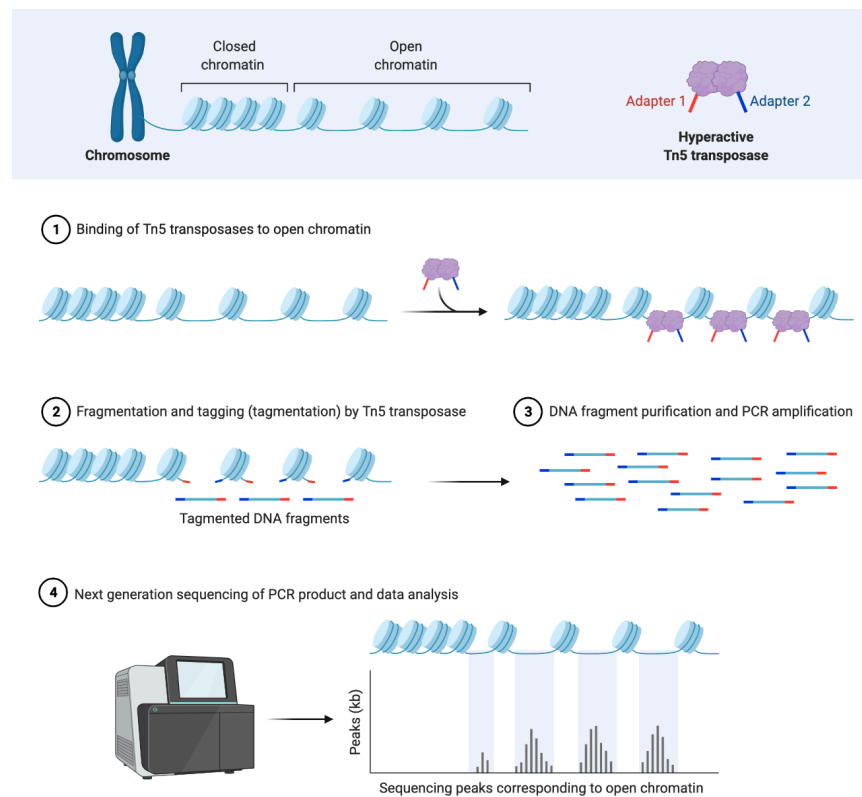 Closed
chromatin
Open
chromatin
Chromosome
Adapter 1
Adapter 2
Hyperactive
Tn5 transposase
1 Binding of Tn5 transposases to open chromatin
2 Fragmentation and tagging (tagmentation) by Tn5 transposase
Tagmented DNA fragments
3 DNA fragment purification and PCR amplification
4 Next generation sequencing of PCR product and data analysis
Peaks (kb)
Sequencing peaks corresponding to open chromatin